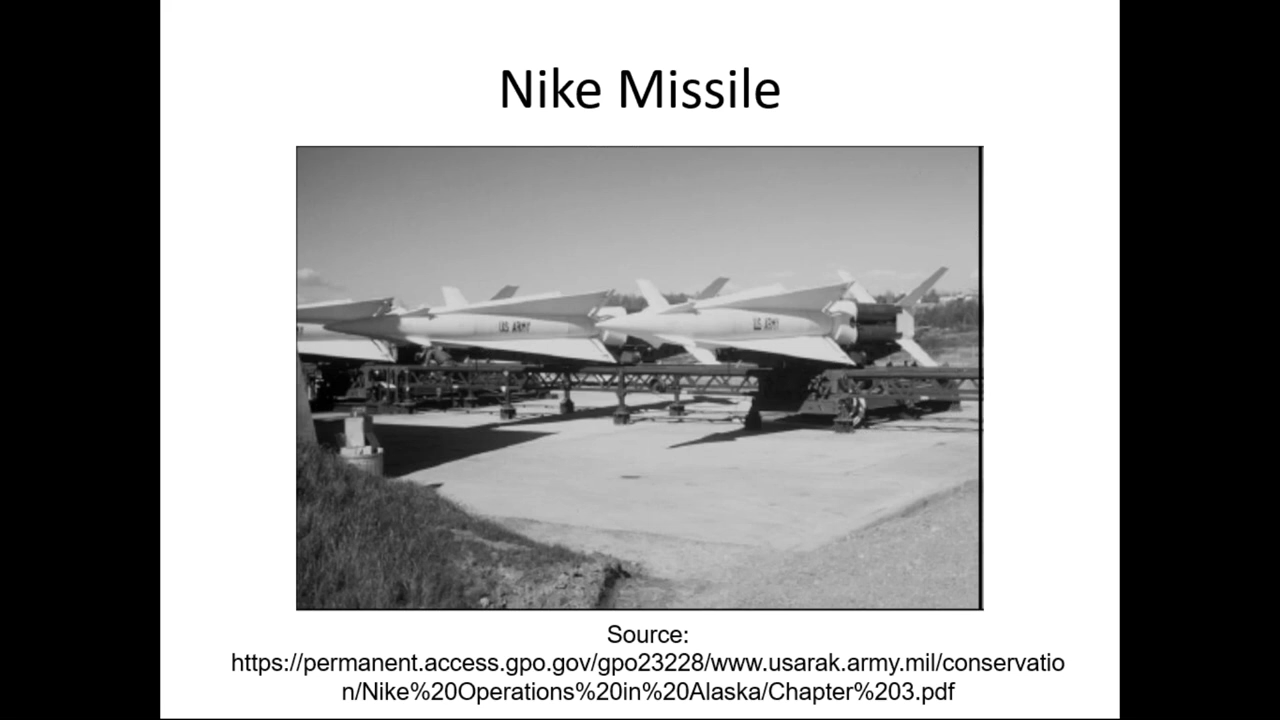 Nike Missile
US ARMY
US ARMY
Source:
https://permanent.access.gpo.gov/gpo23228/www.usarak.army.mil/conservatio
n/Nike%20Operations%20in%20Alaska/Chapter%203.pdf